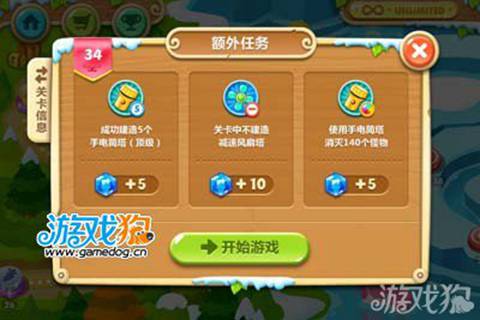 UNLIMITED
额外任务
34
关卡信息
成功建造5个
手电筒塔（顶级）
+5
关卡中不建造
减速风扇塔
+10
使用手电筒塔
消灭140个怪物
+5
开始游戏
游戏狗
www.gamedog.cn
游戏狗